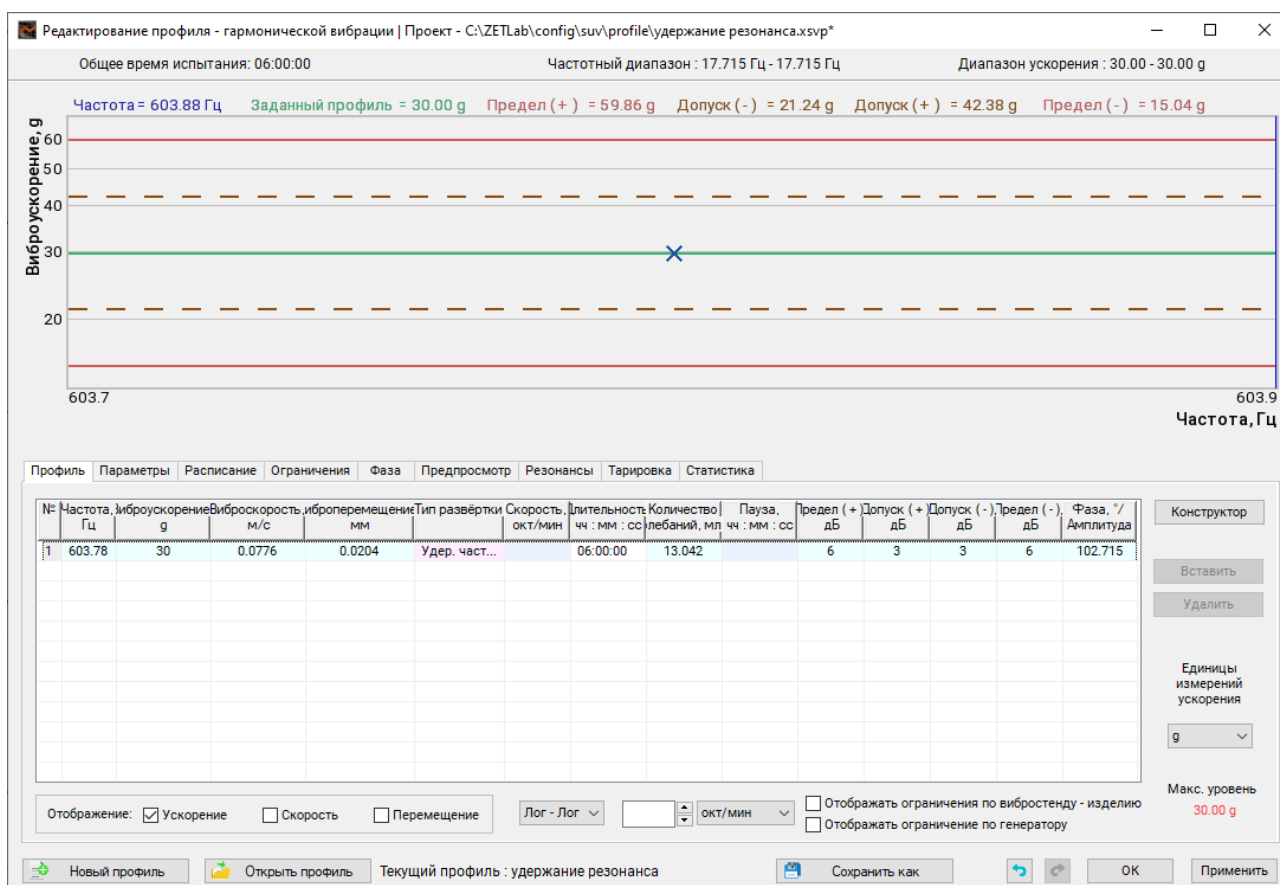 Редактирование профиля - гармонической вибрации | Проект - C:\ZETLab\config\suv\profile\удержание резонанса.xsvp*
Общее время испытания: 06:00:00 Частотный диапазон : 17.715 Гц - 17.715 Гц Диапазон ускорения : 30.00 - 30.00 g
Частота = 603.88 Гц Заданный профиль = 30.00 g Предел ( + ) = 59.86 g Допуск ( - ) = 21.24 g Допуск ( + ) = 42.38 g Предел ( - ) = 15.04 g
Виброускорение, g
60
50
40
30
20
603.7 603.9
Частота, Гц
Профиль Параметры Расписание Ограничения Фаза Предпросмотр Резонансы Тарировка Статистика
№ Частота, иброускорение Виброскорость, иброперемещение Тип развёртки Скорость, длительность Количество Пауза, Предел ( + ) Допуск ( + ) Допуск ( - ), Предел ( - ), Фаза, °/
Гц g м/с мм окт/мин чч : мм : сс лебаний, мл чч : мм : сс дБ дБ дБ дБ Амплитуда
1 603.78 30 0.0776 0.0204 Удер. част... 06:00:00 13.042 6 3 3 6 102.715
Конструктор
Вставить
Удалить
Единицы
измерений
ускорения
g
Макс. уровень
30.00 g
Отображение: Ускорение Скорость Перемещение Лог - Лог окт/мин
Отображать ограничения по вибростенду - изделию
Отображать ограничение по генератору
Новый профиль Открыть профиль Текущий профиль : удержание резонанса Сохранить как OK Применить